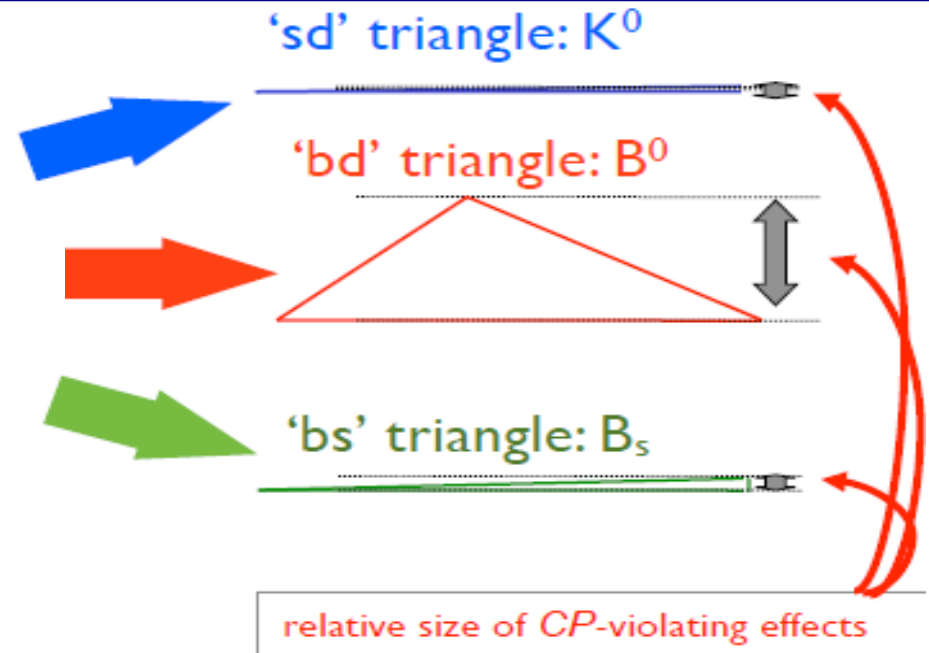 ‘sd’ triangle: K⁰
‘bd’ triangle: B⁰
‘bs’ triangle: Bₛ
relative size of CP-violating effects